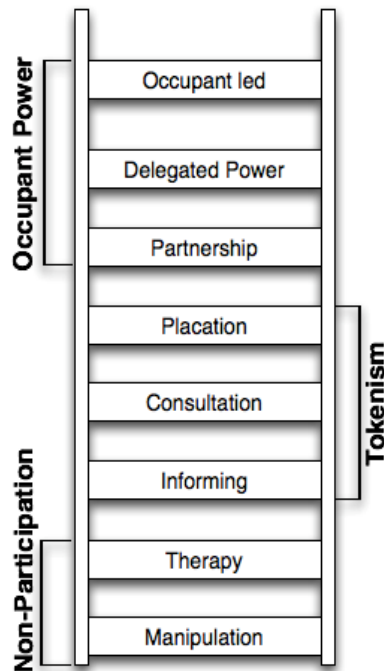 Occupant Power
Occupant led
Delegated Power
Partnership
Placation
Consultation
Informing
Tokenism
Non-Participation
Therapy
Manipulation